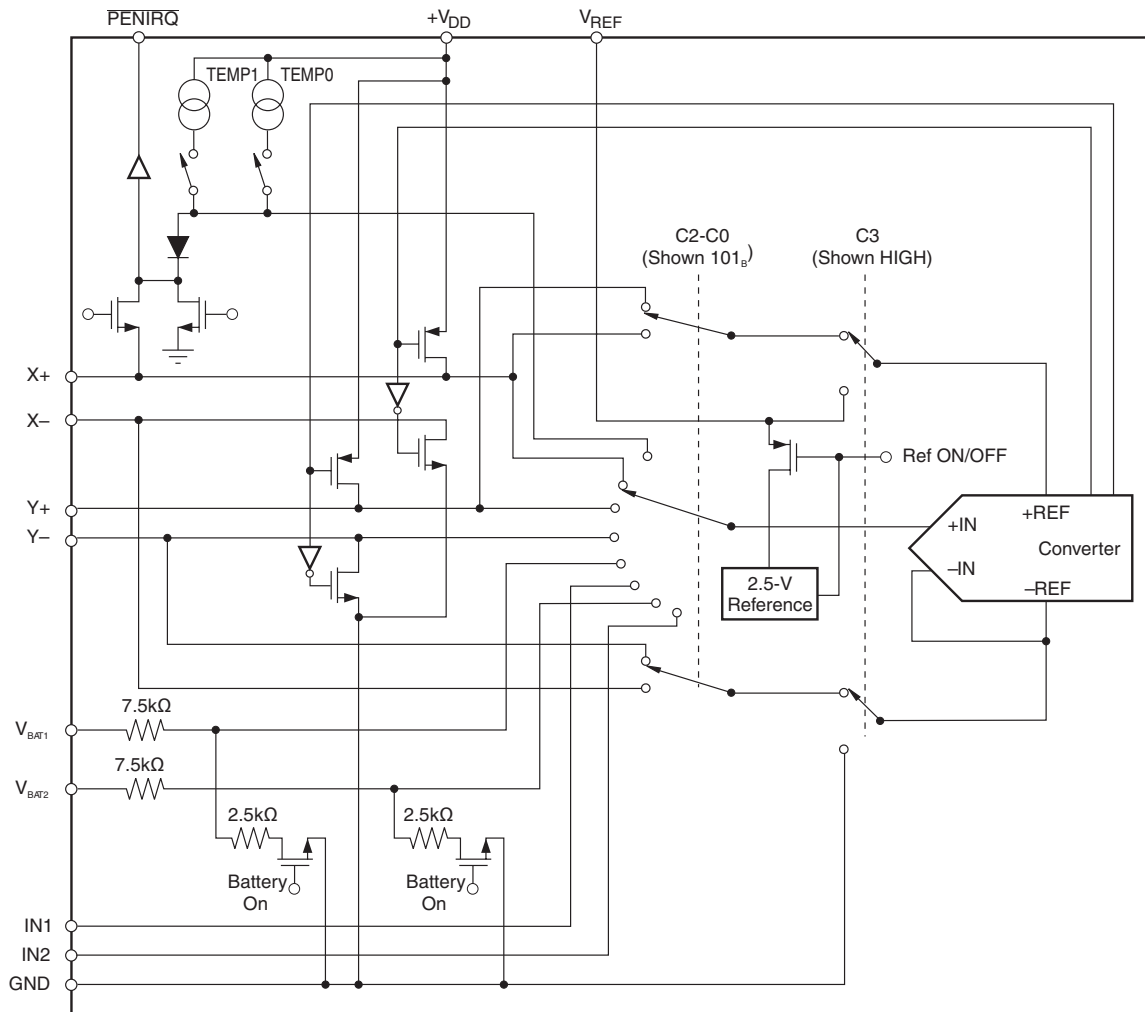 PENIRQ
+VDD
VREF
TEMP1
TEMP0
C2-C0
(Shown 101B)
C3
(Shown HIGH)
X+
X–
Ref ON/OFF
Y+
Y–
+IN
+REF
Converter
–IN
–REF
2.5-V
Reference
7.5kΩ
VBAT1
7.5kΩ
VBAT2
2.5kΩ
2.5kΩ
Battery
On
Battery
On
IN1
IN2
GND